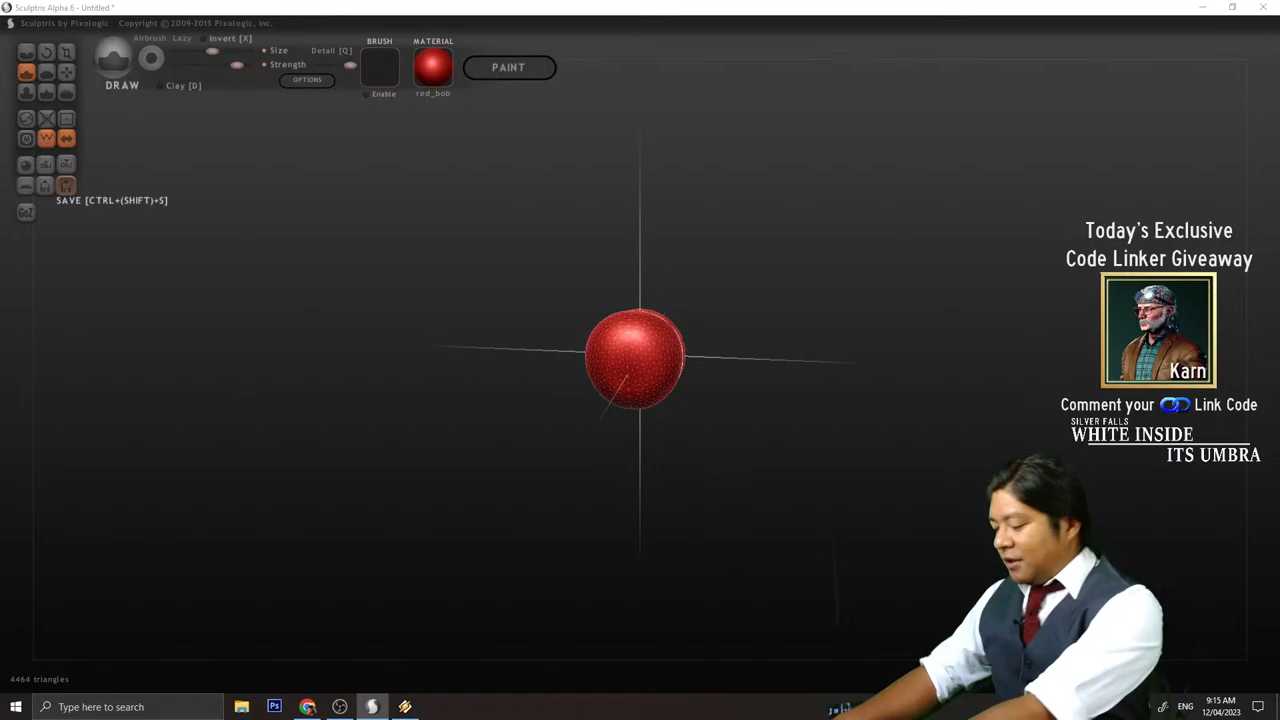 Sculptris Alpha 6 - Untitled *
Sculptris by Pixologic Copyright ©2009-2015 Pixologic, Inc.
Airbrush Lazy Invert [X]
BRUSH
MATERIAL
Size
Detail [Q]
Strength
PAINT
OPTIONS
DRAW
Clay [D]
Enable
red_bob
SAVE [CTRL+(SHIFT)+S]
GoZ
Today's Exclusive
Code Linker Giveaway
Karn
Comment your Link Code
SILVER FALLS
WHITE INSIDE
ITS UMBRA
4464 triangles
Type here to search
Ps
ENG
9:15 AM
12/04/2023